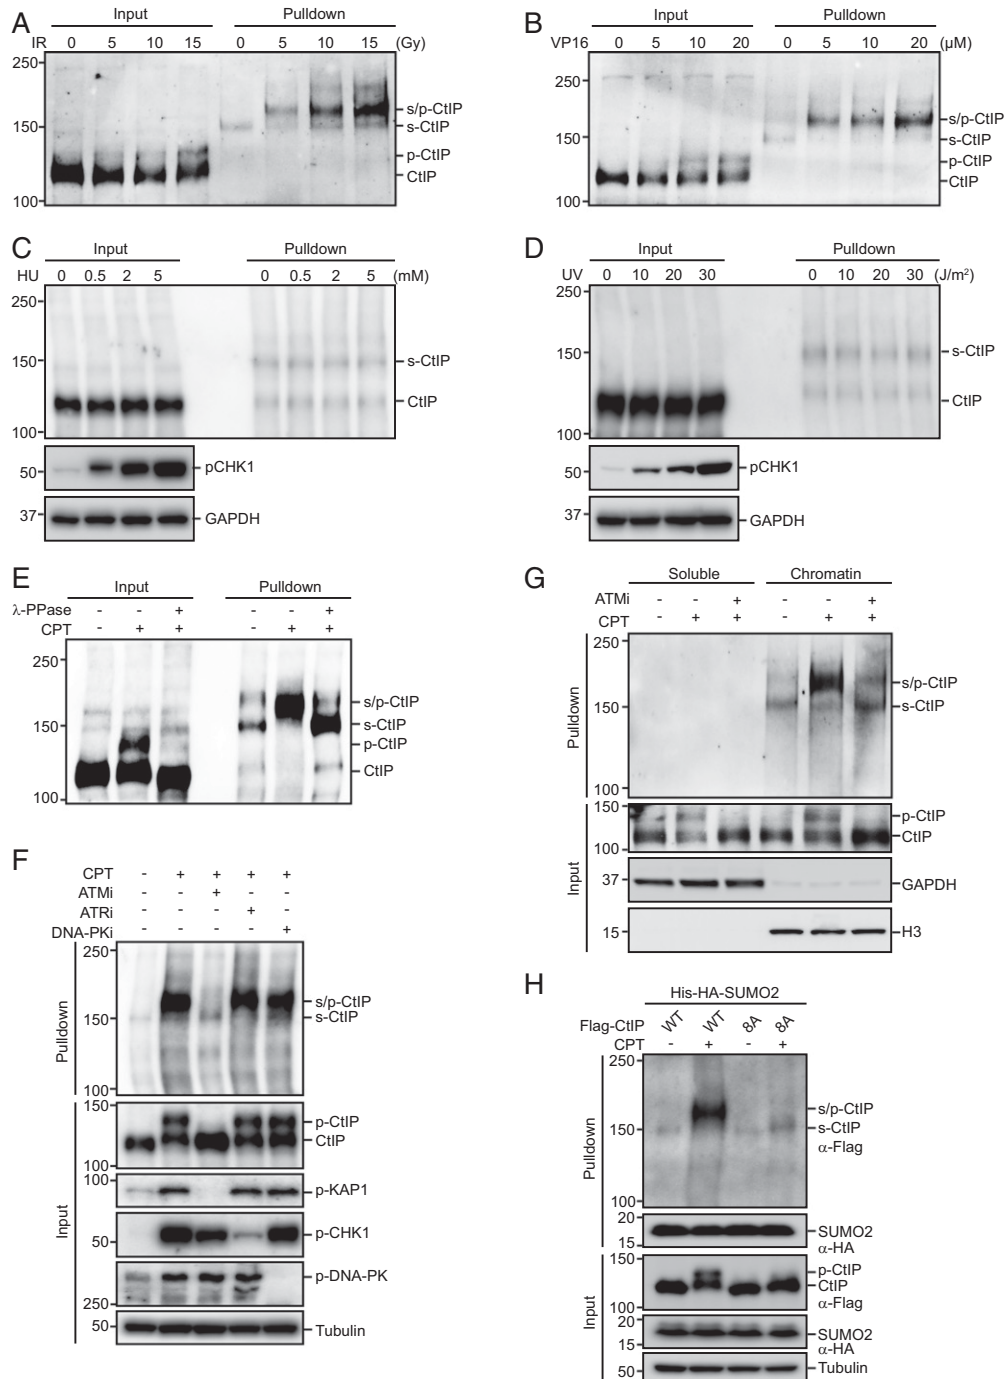 A
Input Pulldown
IR 0 5 10 15 0 5 10 15 (Gy)
250
150
100
s/p-CtIP
s-CtIP
p-CtIP
CtIP
B
Input Pulldown
VP16 0 5 10 20 0 5 10 20 (µM)
250
150
100
s/p-CtIP
s-CtIP
p-CtIP
CtIP
C
Input Pulldown
HU 0 0.5 2 5 0 0.5 2 5 (mM)
250
150
100
s-CtIP
CtIP
50
pCHK1
37
GAPDH
D
Input Pulldown
UV 0 10 20 30 0 10 20 30 (J/m²)
250
150
100
s-CtIP
CtIP
50
pCHK1
37
GAPDH
E
Input Pulldown
λ-PPase - - + - - +
CPT - + + - + +
250
150
100
s/p-CtIP
s-CtIP
p-CtIP
CtIP
F
CPT - + + + +
ATMi - - + - -
ATRi - - - + -
DNA-PKi - - - - +
Pulldown
250
150
100
s/p-CtIP
s-CtIP
Input
150
100
p-CtIP
CtIP
100
p-KAP1
50
p-CHK1
250
p-DNA-PK
50
Tubulin
G
Soluble Chromatin
ATMi - - + - - +
CPT - + + - + +
Pulldown
250
150
100
s/p-CtIP
s-CtIP
Input
150
100
p-CtIP
CtIP
37
GAPDH
15
H3
H
His-HA-SUMO2
Flag-CtIP WT WT 8A 8A
CPT - + - +
Pulldown
250
150
100
s/p-CtIP
s-CtIP
α-Flag
20
15
SUMO2
α-HA
Input
150
100
p-CtIP
CtIP
α-Flag
20
15
SUMO2
α-HA
50
Tubulin